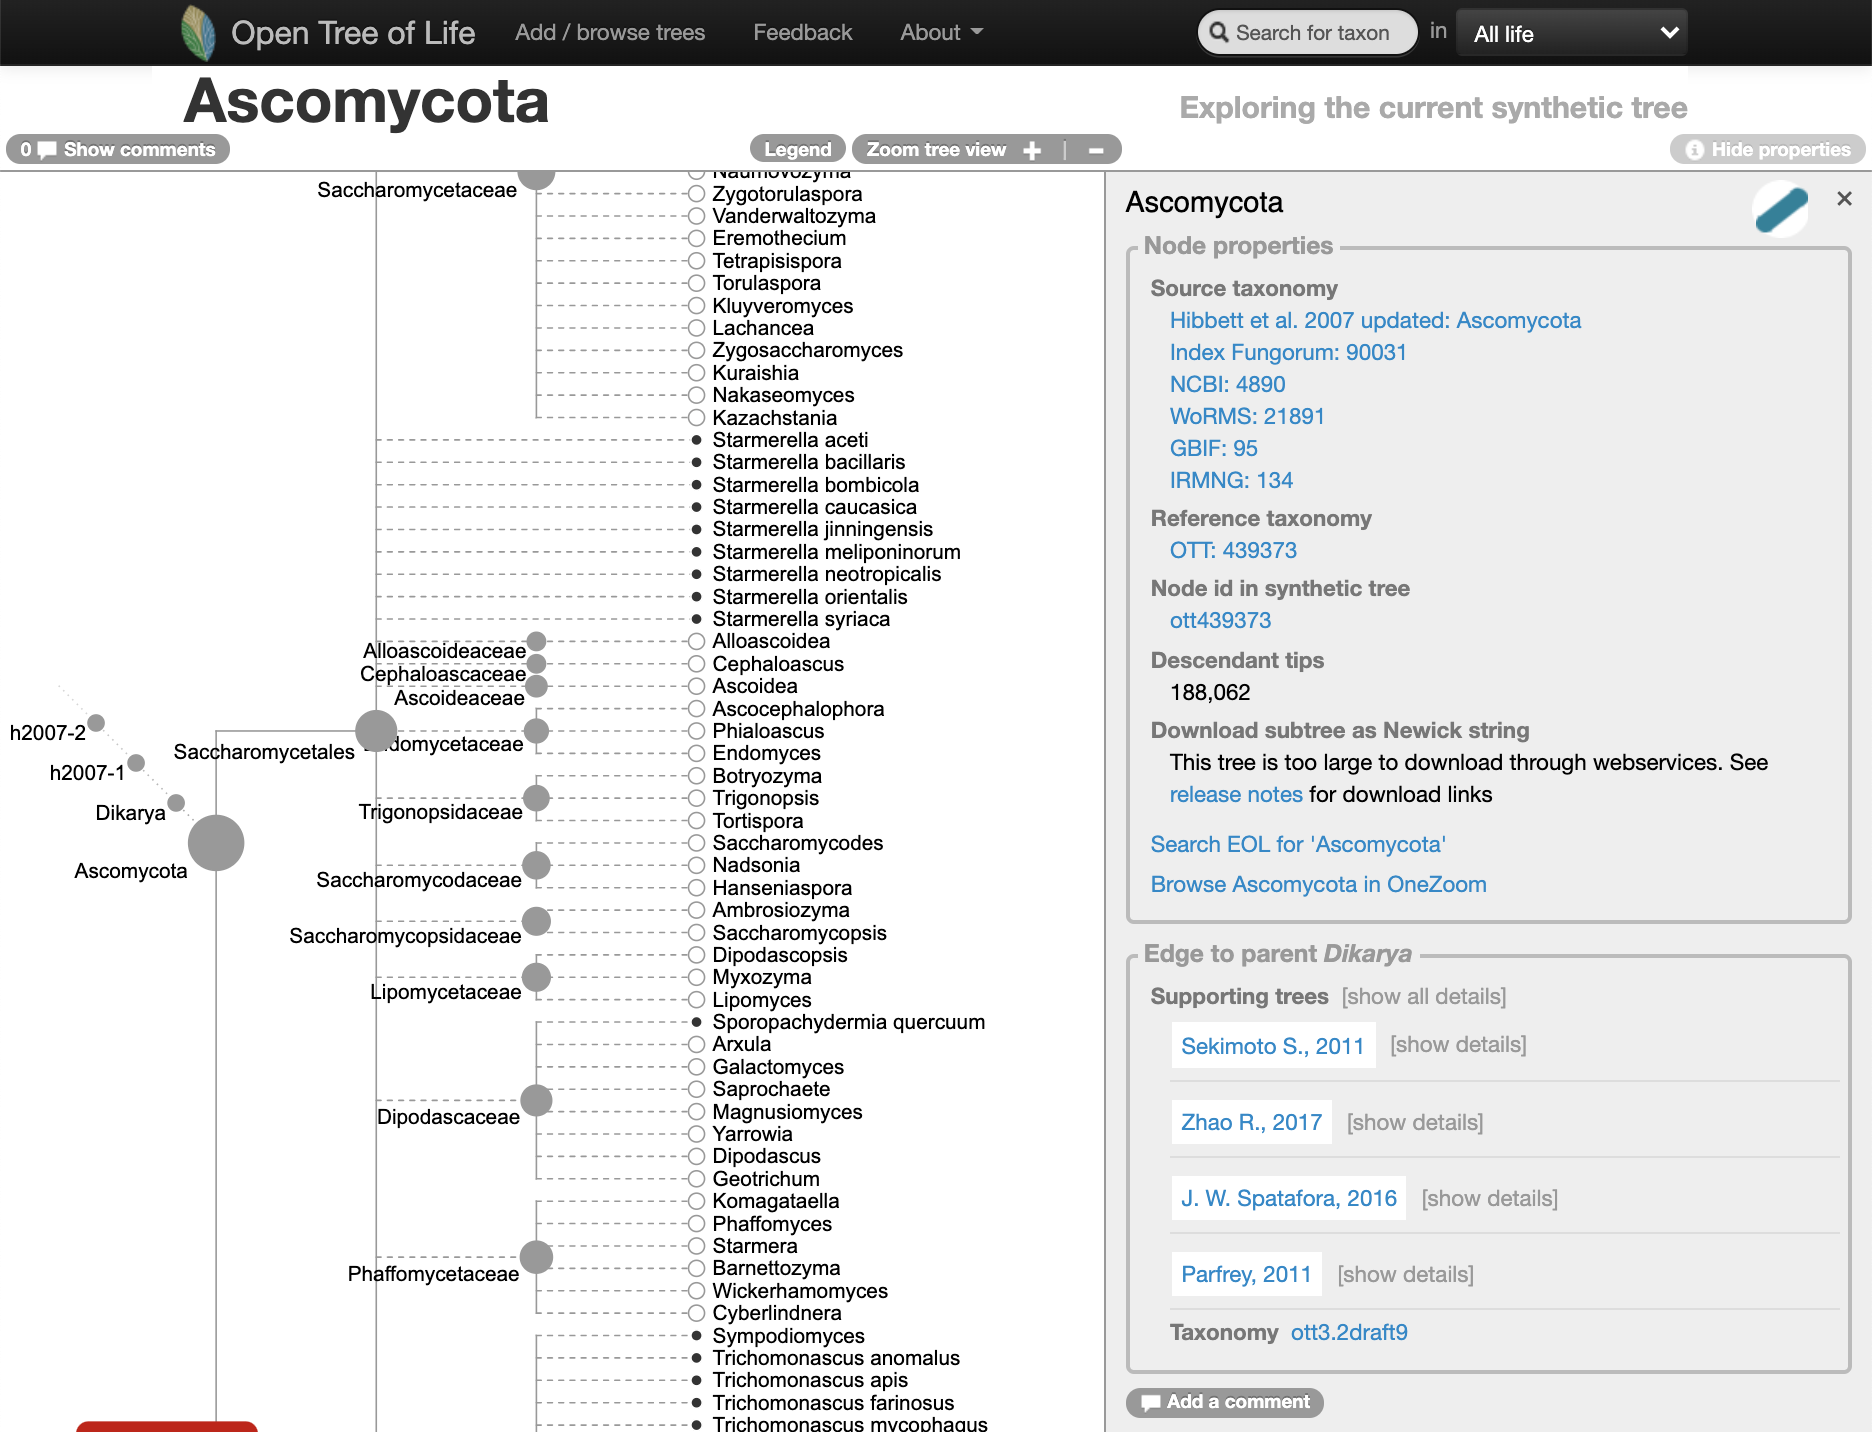 Open Tree of Life
Add / browse trees
Feedback
About
Search for taxon
in
All life
Ascomycota
Exploring the current synthetic tree
0 Show comments
Legend
Zoom tree view + | −
Hide properties
Saccharomycetaceae
Naumovozyma
Zygotorulaspora
Vanderwaltozyma
Eremothecium
Tetrapisispora
Torulaspora
Kluyveromyces
Lachancea
Zygosaccharomyces
Kuraishia
Nakaseomyces
Kazachstania
Starmerella aceti
Starmerella bacillaris
Starmerella bombicola
Starmerella caucasica
Starmerella jinningensis
Starmerella meliponinorum
Starmerella neotropicalis
Starmerella orientalis
Starmerella syriaca
Alloascoideaceae
Alloascoidea
Cephaloascaceae
Cephaloascus
Ascoideaceae
Ascoidea
Ascocephalophora
h2007-2
Saccharomycetales
Endomycetaceae
Phialoascus
Endomyces
h2007-1
Botryozyma
Dikarya
Trigonopsidaceae
Trigonopsis
Tortispora
Ascomycota
Saccharomycodes
Saccharomycodaceae
Nadsonia
Hanseniaspora
Saccharomycopsidaceae
Ambrosiozyma
Saccharomycopsis
Dipodascopsis
Lipomycetaceae
Myxozyma
Lipomyces
Sporopachydermia quercuum
Arxula
Galactomyces
Saprochaete
Dipodascaceae
Magnusiomyces
Yarrowia
Dipodascus
Geotrichum
Komagataella
Phaffomyces
Starmera
Phaffomycetaceae
Barnettozyma
Wickerhamomyces
Cyberlindnera
Sympodiomyces
Trichomonascus anomalus
Trichomonascus apis
Trichomonascus farinosus
Trichomonascus mycophagus
Ascomycota
×
Node properties
Source taxonomy
Hibbett et al. 2007 updated: Ascomycota
Index Fungorum: 90031
NCBI: 4890
WoRMS: 21891
GBIF: 95
IRMNG: 134
Reference taxonomy
OTT: 439373
Node id in synthetic tree
ott439373
Descendant tips
188,062
Download subtree as Newick string
This tree is too large to download through webservices. See
release notes for download links
Search EOL for 'Ascomycota'
Browse Ascomycota in OneZoom
Edge to parent Dikarya
Supporting trees [show all details]
Sekimoto S., 2011 [show details]
Zhao R., 2017 [show details]
J. W. Spatafora, 2016 [show details]
Parfrey, 2011 [show details]
Taxonomy ott3.2draft9
Add a comment